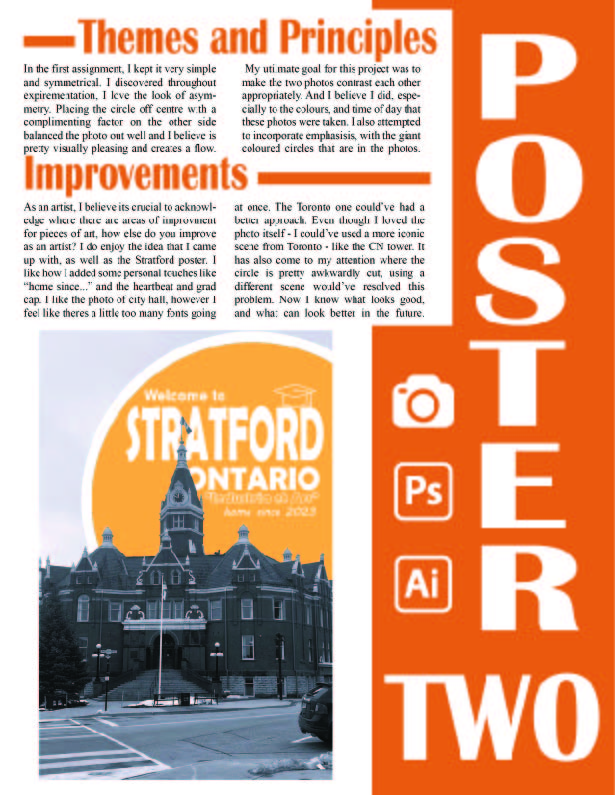 Themes and Principles
In the first assignment, I kept it very simple
and symmetrical. I discovered throughout
expirementation, I love the look of asym-
metry. Placing the circle off centre with a
complimenting factor on the other side
balanced the photo out well and I believe is
pretty visually pleasing and creates a flow.
My utimate goal for this project was to
make the two photos contrast each other
appropriately. And I believe I did, espe-
cially to the colours, and time of day that
these photos were taken. I also attempted
to incorporate emphasisis, with the giant
coloured circles that are in the photos.
Improvements
As an artist, I believe its crucial to acknowl-
edge where there are areas of improvment
for pieces of art, how else do you improve
as an artist? I do enjoy the idea that I came
up with, as well as the Stratford poster. I
like how I added some personal touches like
“home since...” and the heartbeat and grad
cap. I like the photo of city hall, however I
feel like theres a little too many fonts going
at once. The Toronto one could’ve had a
better approach. Even though I loved the
photo itself - I could’ve used a more iconic
scene from Toronto - like the CN tower. It
has also come to my attention where the
circle is pretty awkwardly cut, using a
different scene would’ve resolved this
problem. Now I know what looks good,
and what can look better in the future.
Welcome to
STRATFORD
ONTARIO
"Industria et Ars"
home since 2023
POSTER
Ps
Ai
TWO